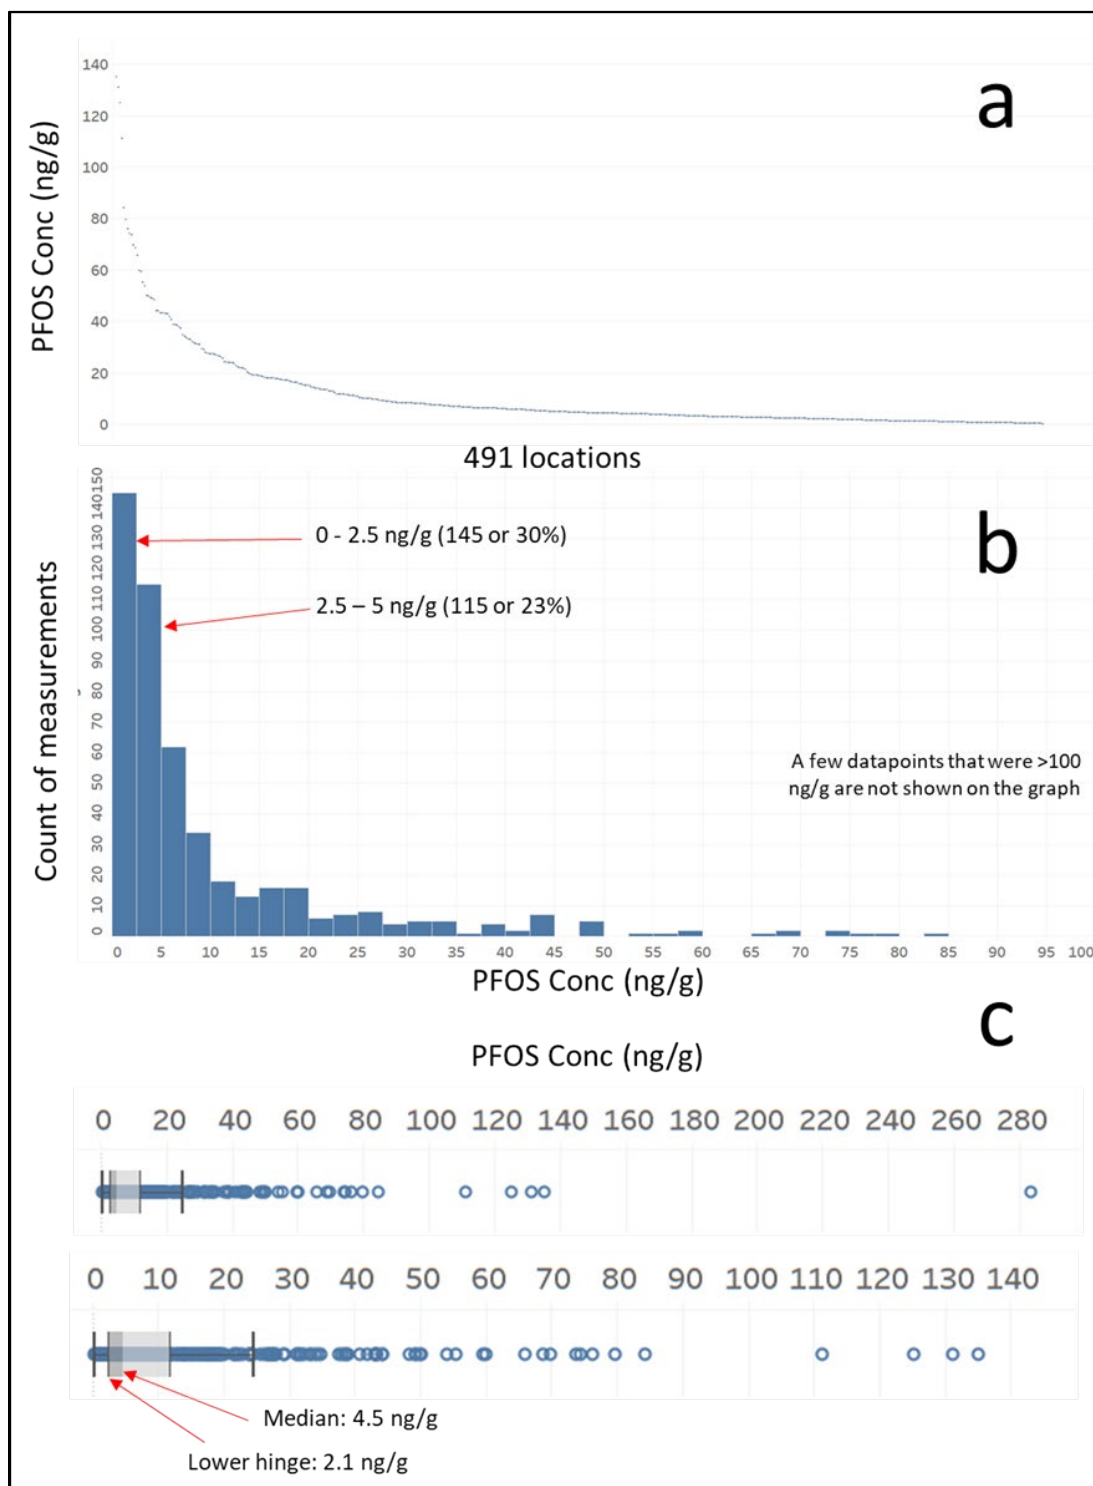 a
PFOS Conc (ng/g)
140
120
100
80
60
40
20
0
491 locations
b
Count of measurements
150
140
130
120
110
100
90
80
70
60
50
40
30
20
10
0
0 - 2.5 ng/g (145 or 30%)
2.5 – 5 ng/g (115 or 23%)
A few datapoints that were >100
ng/g are not shown on the graph
0 5 10 15 20 25 30 35 40 45 50 55 60 65 70 75 80 85 90 95 100
PFOS Conc (ng/g)
c
PFOS Conc (ng/g)
0 20 40 60 80 100 120 140 160 180 200 220 240 260 280
0 10 20 30 40 50 60 70 80 90 100 110 120 130 140
Median: 4.5 ng/g
Lower hinge: 2.1 ng/g